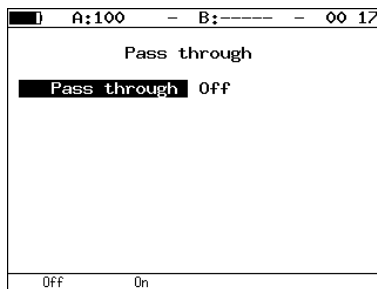 A:100 – B:----- – 00 17
Pass through
Pass through Off
Off On